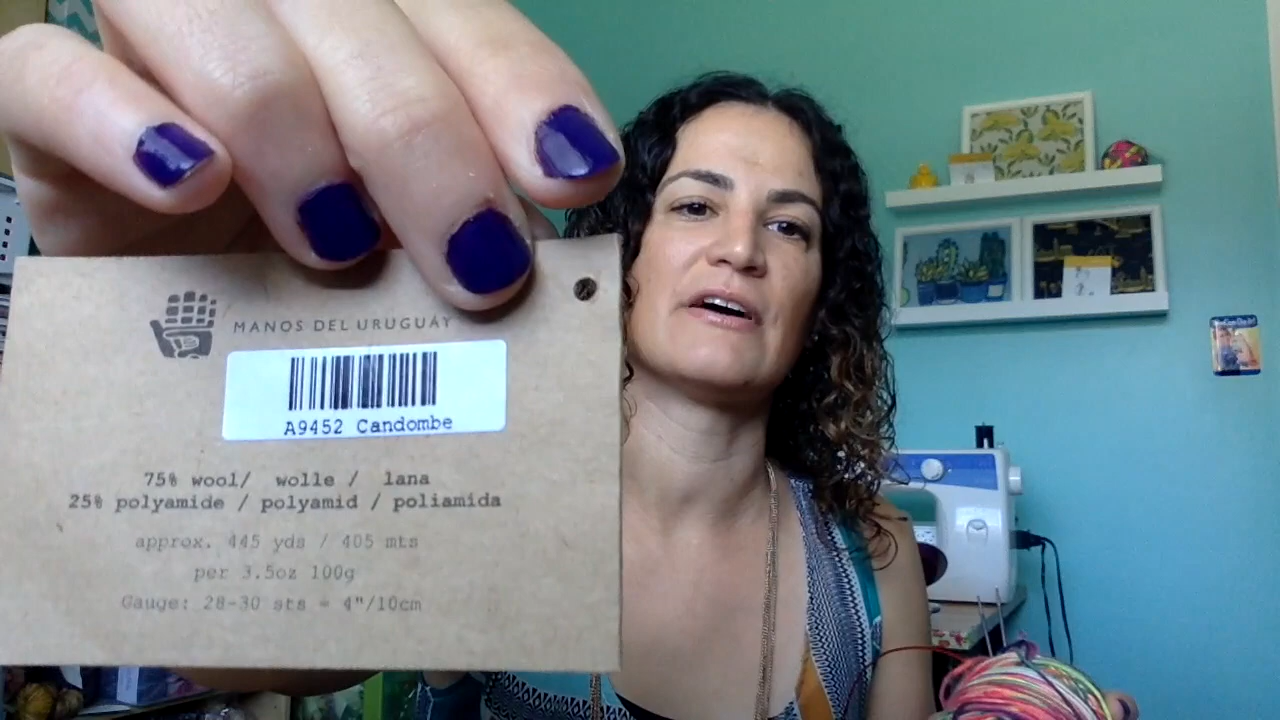 MANOS DEL URUGUAY
A9452 Candombe
75% wool/ wolle / lana
25% polyamide / polyamid / poliamida
approx. 445 yds / 405 mts
per 3.5oz 100g
Gauge: 28-30 sts = 4"/10cm